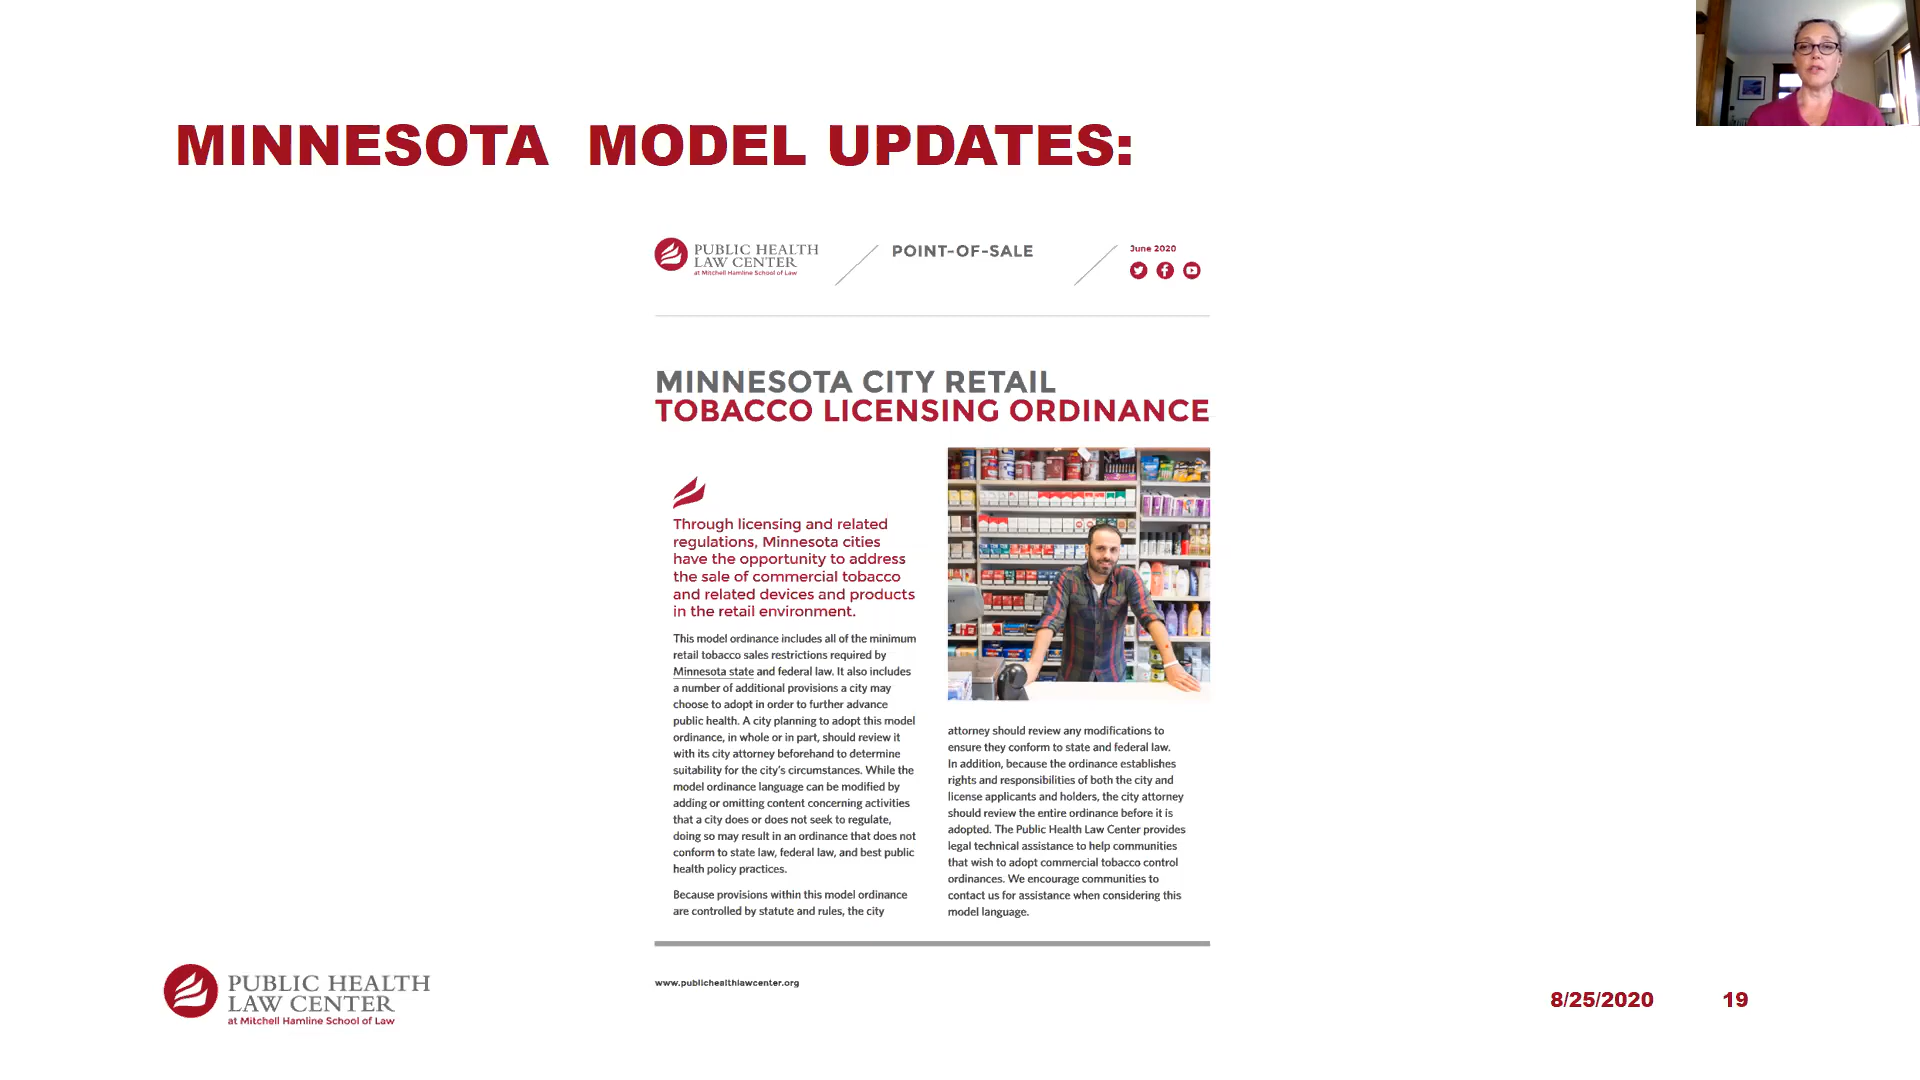 MINNESOTA MODEL UPDATES:
PUBLIC HEALTH
LAW CENTER
at Mitchell Hamline School of Law
POINT-OF-SALE
June 2020
MINNESOTA CITY RETAIL
TOBACCO LICENSING ORDINANCE
Through licensing and related
regulations, Minnesota cities
have the opportunity to address
the sale of commercial tobacco
and related devices and products
in the retail environment.
This model ordinance includes all of the minimum
retail tobacco sales restrictions required by
Minnesota state and federal law. It also includes
a number of additional provisions a city may
choose to adopt in order to further advance
public health. A city planning to adopt this model
ordinance, in whole or in part, should review it
with its city attorney beforehand to determine
suitability for the city's circumstances. While the
model ordinance language can be modified by
adding or omitting content concerning activities
that a city does or does not seek to regulate,
doing so may result in an ordinance that does not
conform to state law, federal law, and best public
health policy practices.
Because provisions within this model ordinance
are controlled by statute and rules, the city
attorney should review any modifications to
ensure they conform to state and federal law.
In addition, because the ordinance establishes
rights and responsibilities of both the city and
license applicants and holders, the city attorney
should review the entire ordinance before it is
adopted. The Public Health Law Center provides
legal technical assistance to help communities
that wish to adopt commercial tobacco control
ordinances. We encourage communities to
contact us for assistance when considering this
model language.
www.publichealthlawcenter.org
PUBLIC HEALTH
LAW CENTER
at Mitchell Hamline School of Law
8/25/2020
19